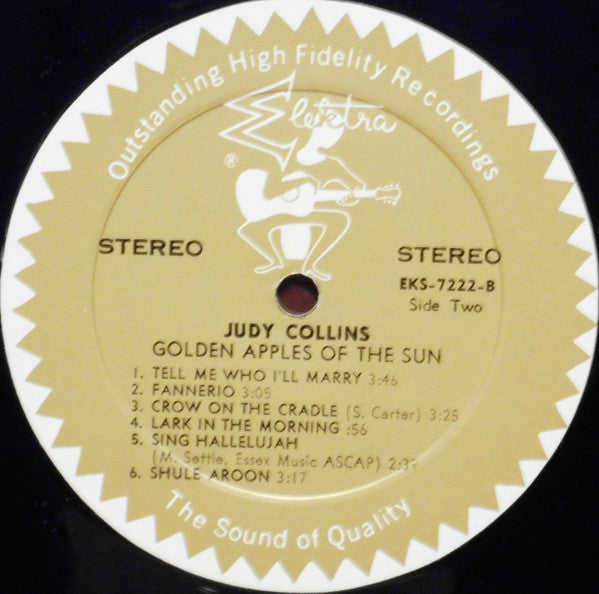 Outstanding High Fidelity Recordings
Elektra
®
STEREO
STEREO
EKS-7222-B
Side Two
JUDY COLLINS
GOLDEN APPLES OF THE SUN
1. TELL ME WHO I'LL MARRY 3:46
2. FANNERIO 3:05
3. CROW ON THE CRADLE (S. Carter) 3:25
4. LARK IN THE MORNING :56
5. SING HALLELUJAH
(M. Settle, Essex Music ASCAP)
6. SHULE AROON 3:17
The Sound of Quality